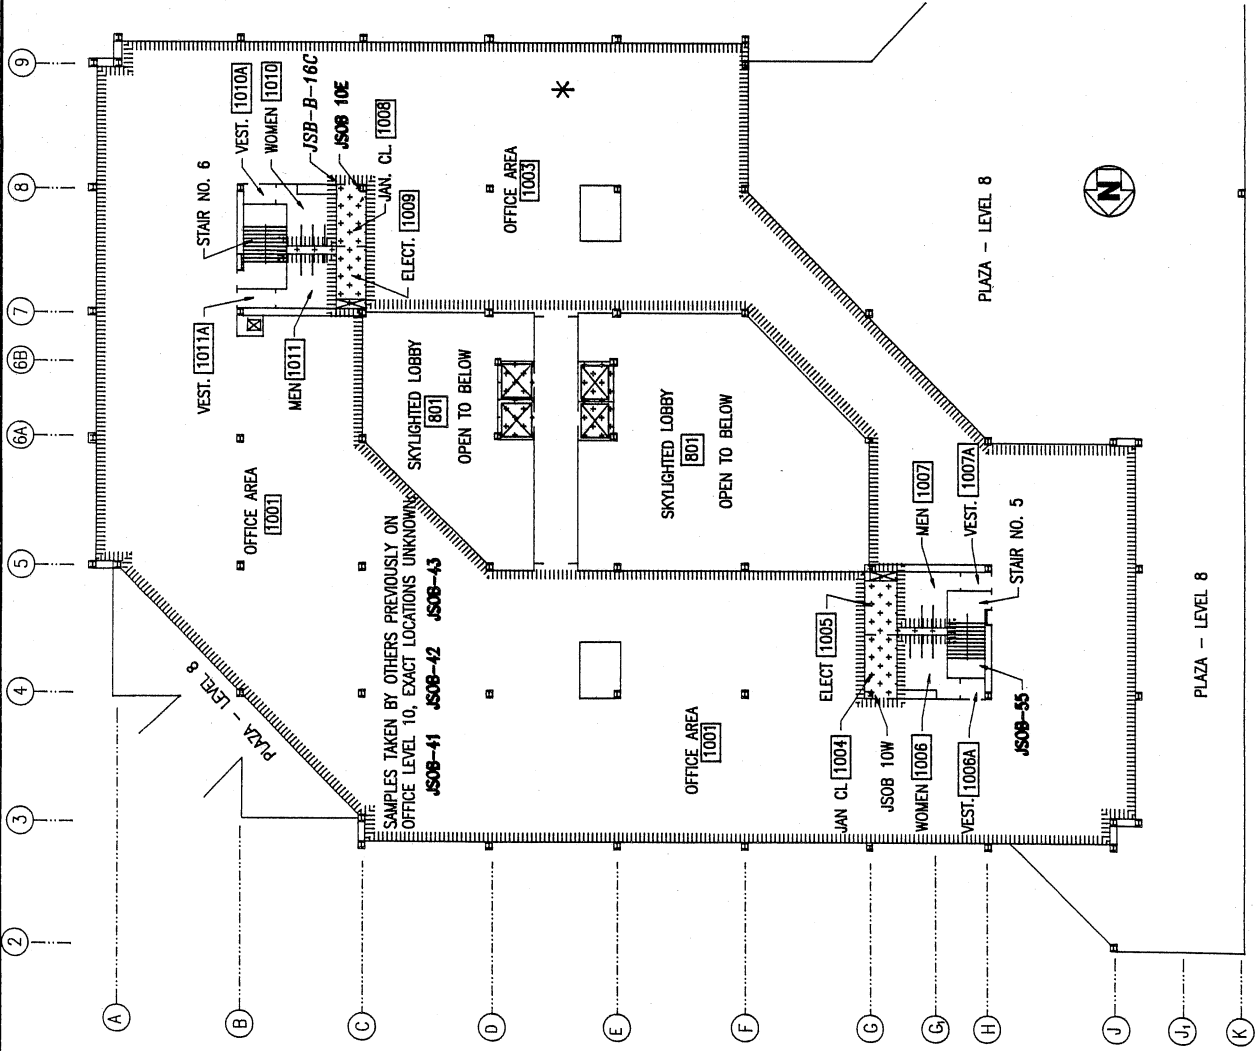 9
8
7
6B
6A
5
4
3
2
A
B
C
D
E
F
G
G1
H
J
J1
K
STAIR NO. 6
VEST. 1010A
WOMEN 1010
JSB-B-16C
JSOB 10E
JAN. CL. 1008
ELECT. 1009
VEST. 1011A
MEN 1011
OFFICE AREA
1003
*
N
PLAZA - LEVEL 8
OFFICE AREA
1001
SKYLIGHTED LOBBY
801
OPEN TO BELOW
SKYLIGHTED LOBBY
801
OPEN TO BELOW
SAMPLES TAKEN BY OTHERS PREVIOUSLY ON
OFFICE LEVEL 10, EXACT LOCATIONS UNKNOWN:
JSOB-41 JSOB-42 JSOB-43
PLAZA - LEVEL 8
OFFICE AREA
1001
ELECT 1005
JAN CL 1004
JSOB 10W
WOMEN 1006
VEST. 1006A
MEN 1007
VEST. 1007A
STAIR NO. 5
JSOB-55
PLAZA - LEVEL 8